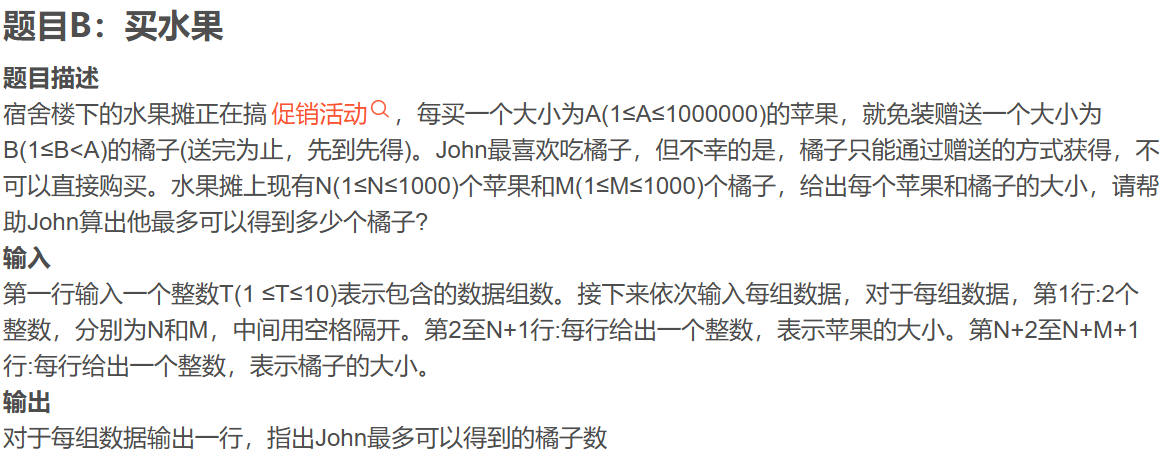 题目B：买水果
题目描述
宿舍楼下的水果摊正在搞 促销活动 ，每买一个大小为A(1≤A≤1000000)的苹果，就免装赠送一个大小为
B(1≤B<A)的橘子(送完为止，先到先得)。John最喜欢吃橘子，但不幸的是，橘子只能通过赠送的方式获得，不
可以直接购买。水果摊上现有N(1≤N≤1000)个苹果和M(1≤M≤1000)个橘子，给出每个苹果和橘子的大小，请帮
助John算出他最多可以得到多少个橘子?
输入
第一行输入一个整数T(1 ≤T≤10)表示包含的数据组数。接下来依次输入每组数据，对于每组数据，第1行:2个
整数，分别为N和M，中间用空格隔开。第2至N+1行:每行给出一个整数，表示苹果的大小。第N+2至N+M+1
行:每行给出一个整数，表示橘子的大小。
输出
对于每组数据输出一行，指出John最多可以得到的橘子数